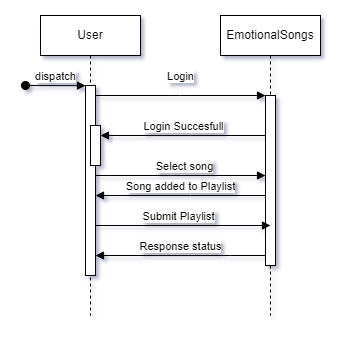 User
EmotionalSongs
dispatch
Login
Login Succesfull
Select song
Song added to Playlist
Submit Playlist
Response status